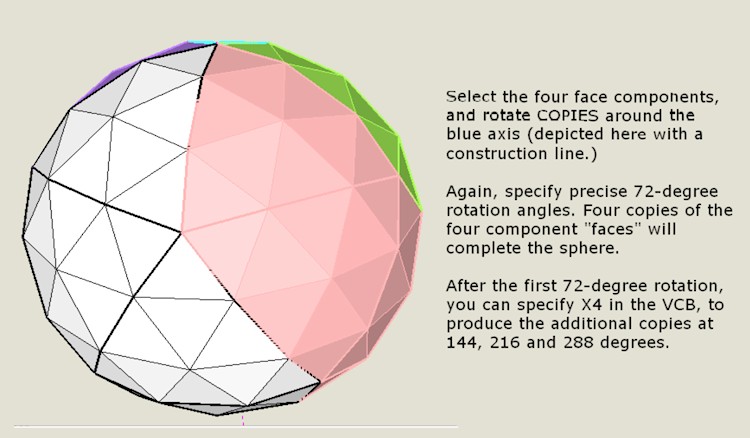 Select the four face components,
and rotate COPIES around the
blue axis (depicted here with a
construction line.)
Again, specify precise 72-degree
rotation angles. Four copies of the
four component "faces" will
complete the sphere.
After the first 72-degree rotation,
you can specify X4 in the VCB, to
produce the additional copies at
144, 216 and 288 degrees.